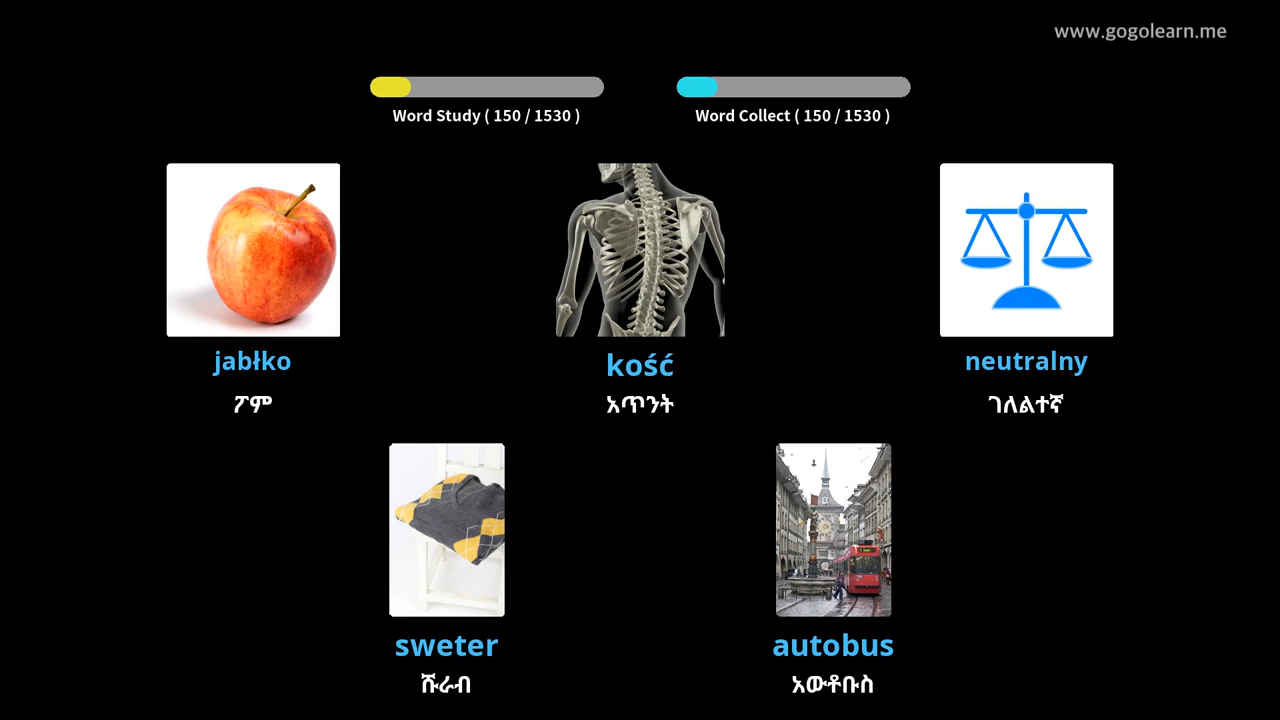 www.gogolearn.me
Word Study ( 150 / 1530 )
Word Collect ( 150 / 1530 )
jabłko
kość
neutralny
ፖም
አጥንት
ገለልተኛ
sweter
autobus
ሹራብ
አውቶቡስ